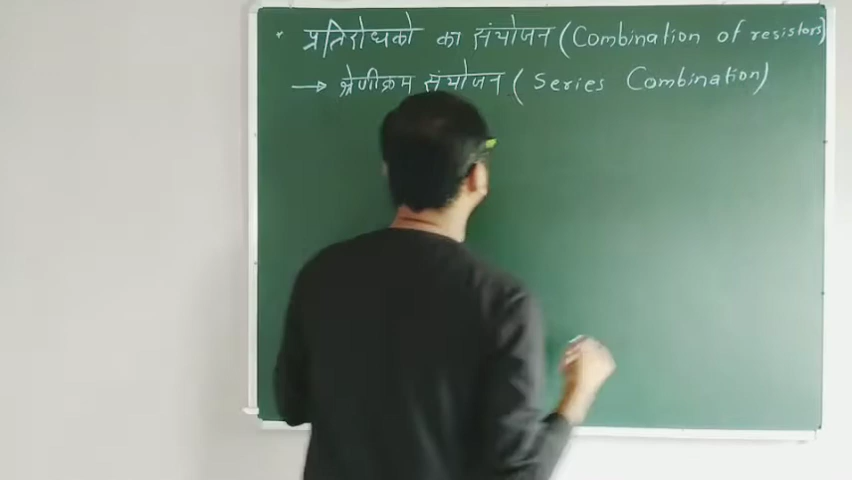 • प्रतिरोधको का संयोजन (Combination of resistors)
→ श्रेणीक्रम संयोजन (Series Combination)